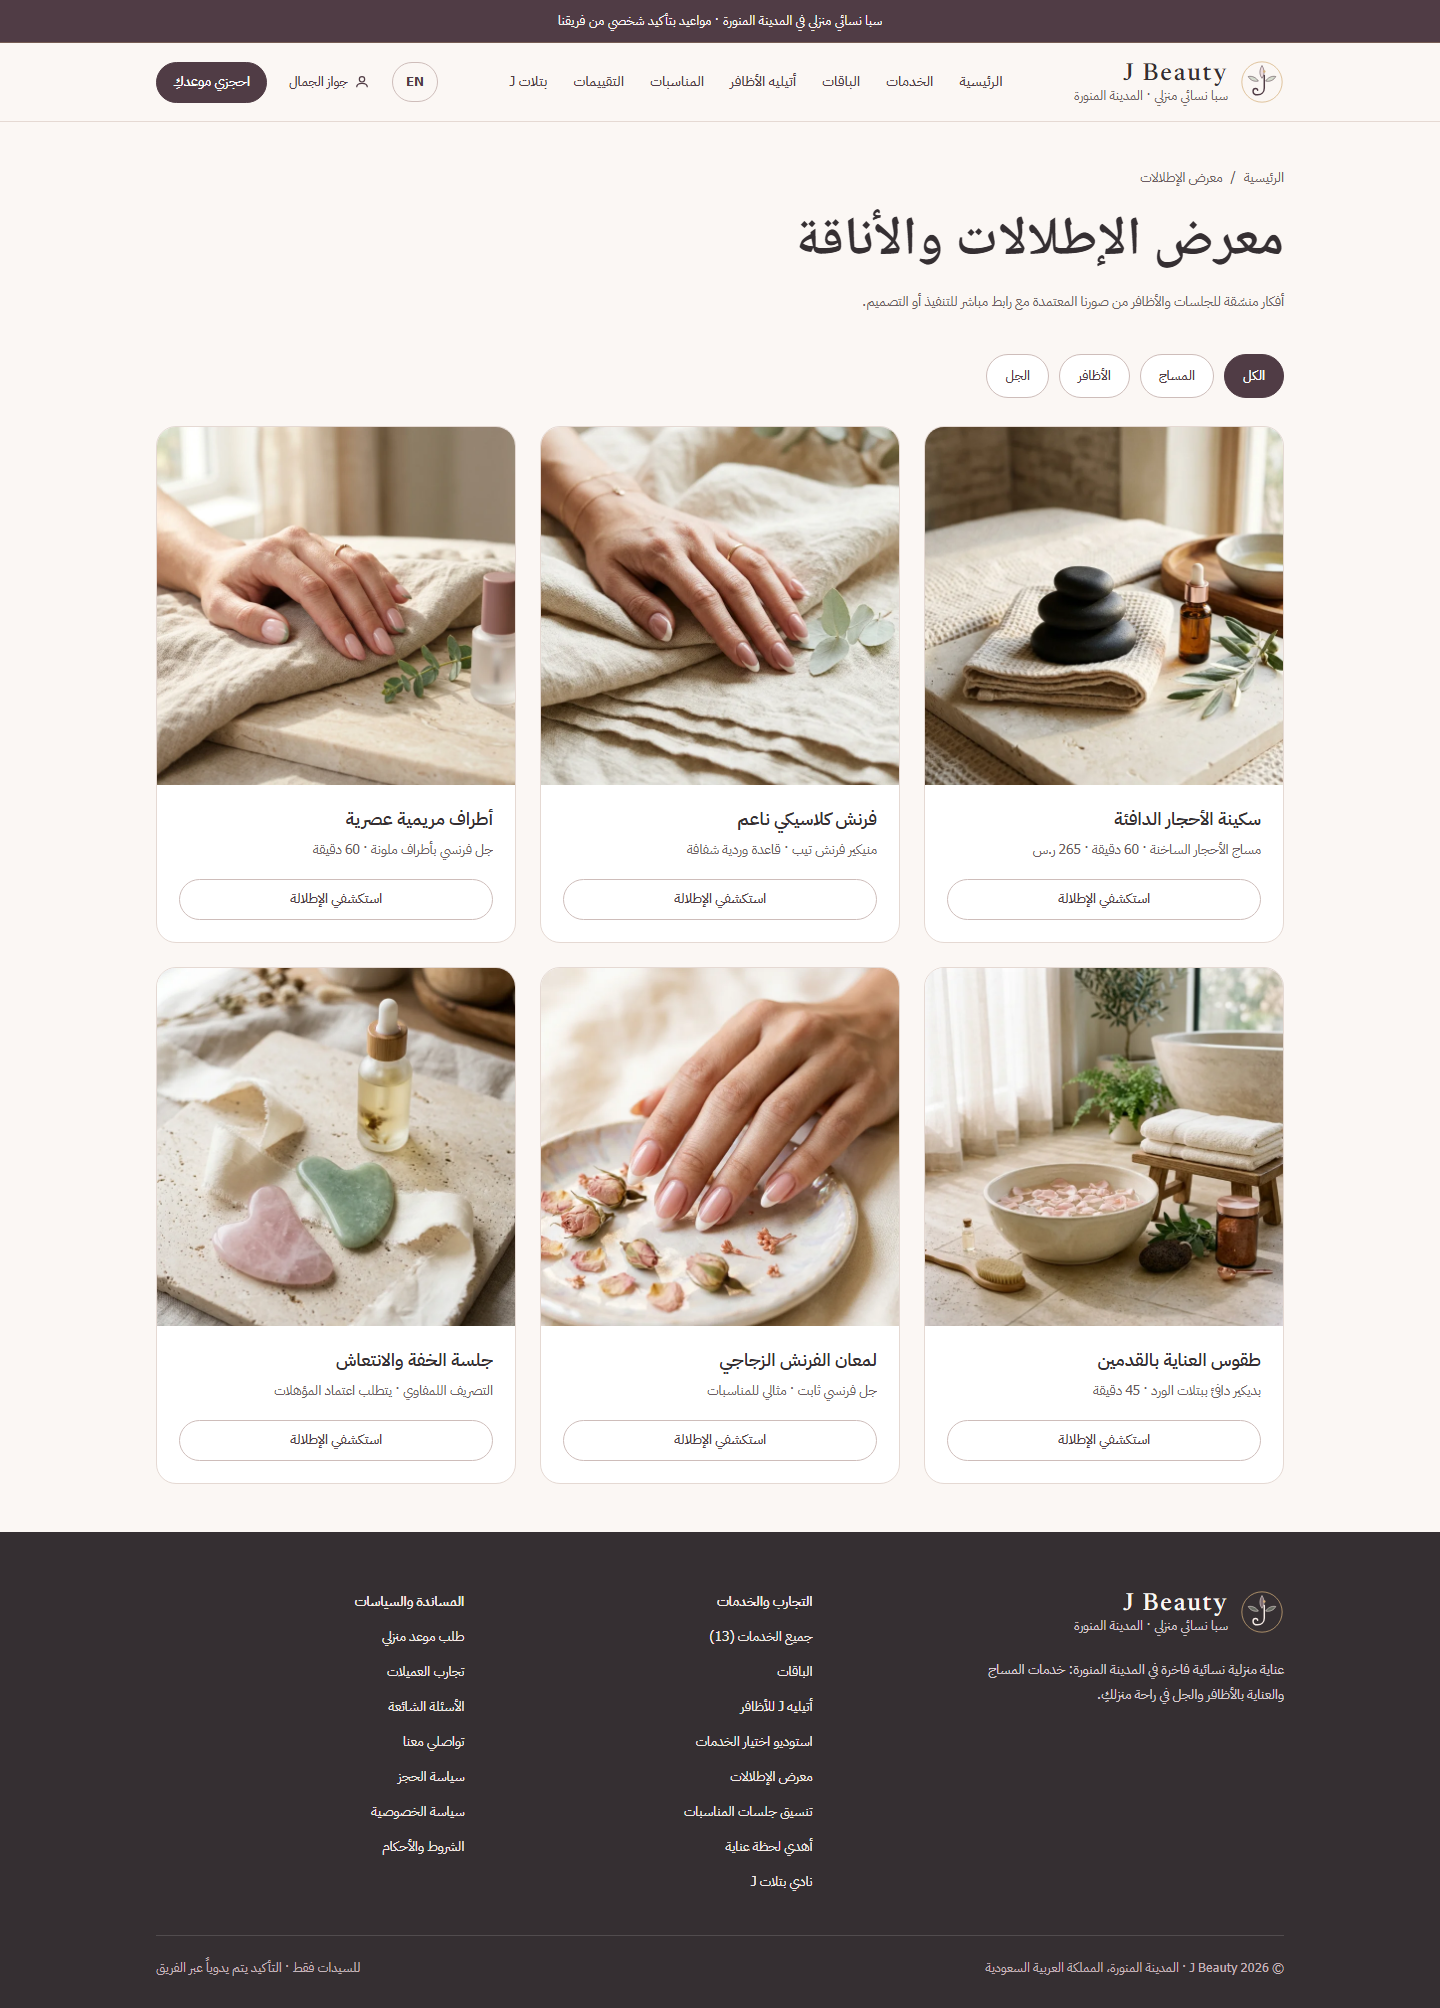 سبا نسائي منزلي في المدينة المنورة · مواعيد بتأكيد شخصي من فريقنا
J Beauty
سبا نسائي منزلي · المدينة المنورة
الرئيسية
الخدمات
الباقات
أتيليه الأظافر
المناسبات
التقييمات
بتلات J
EN
جواز الجمال
احجزي موعدكِ
الرئيسية / معرض الإطلالات
معرض الإطلالات والأناقة
أفكار منسّقة للجلسات والأظافر من صورنا المعتمدة مع رابط مباشر للتنفيذ أو التصميم.
الكل
المساج
الأظافر
الجل
سكينة الأحجار الدافئة
مساج الأحجار الساخنة · 60 دقيقة · 265 ر.س
استكشفي الإطلالة
فرنش كلاسيكي ناعم
منيكير فرنش تيب · قاعدة وردية شفافة
استكشفي الإطلالة
أطراف مريمية عصرية
جل فرنسي بأطراف ملونة · 60 دقيقة
استكشفي الإطلالة
طقوس العناية بالقدمين
بديكير دافئ ببتلات الورد · 45 دقيقة
استكشفي الإطلالة
لمعان الفرنش الزجاجي
جل فرنسي ثابت · مثالي للمناسبات
استكشفي الإطلالة
جلسة الخفة والانتعاش
التصريف اللمفاوي · يتطلب اعتماد المؤهلات
استكشفي الإطلالة
J Beauty
سبا نسائي منزلي · المدينة المنورة
عناية منزلية نسائية فاخرة في المدينة المنورة: خدمات المساج
والعناية بالأظافر والجل في راحة منزلكِ.
التجارب والخدمات
جميع الخدمات (13)
الباقات
أتيليه J للأظافر
استوديو اختيار الخدمات
معرض الإطلالات
تنسيق جلسات المناسبات
أهدي لحظة عناية
نادي بتلات J
المساندة والسياسات
طلب موعد منزلي
تجارب العميلات
الأسئلة الشائعة
تواصلي معنا
سياسة الحجز
سياسة الخصوصية
الشروط والأحكام
© 2026 J Beauty · المدينة المنورة، المملكة العربية السعودية
للسيدات فقط · التأكيد يتم يدوياً عبر الفريق